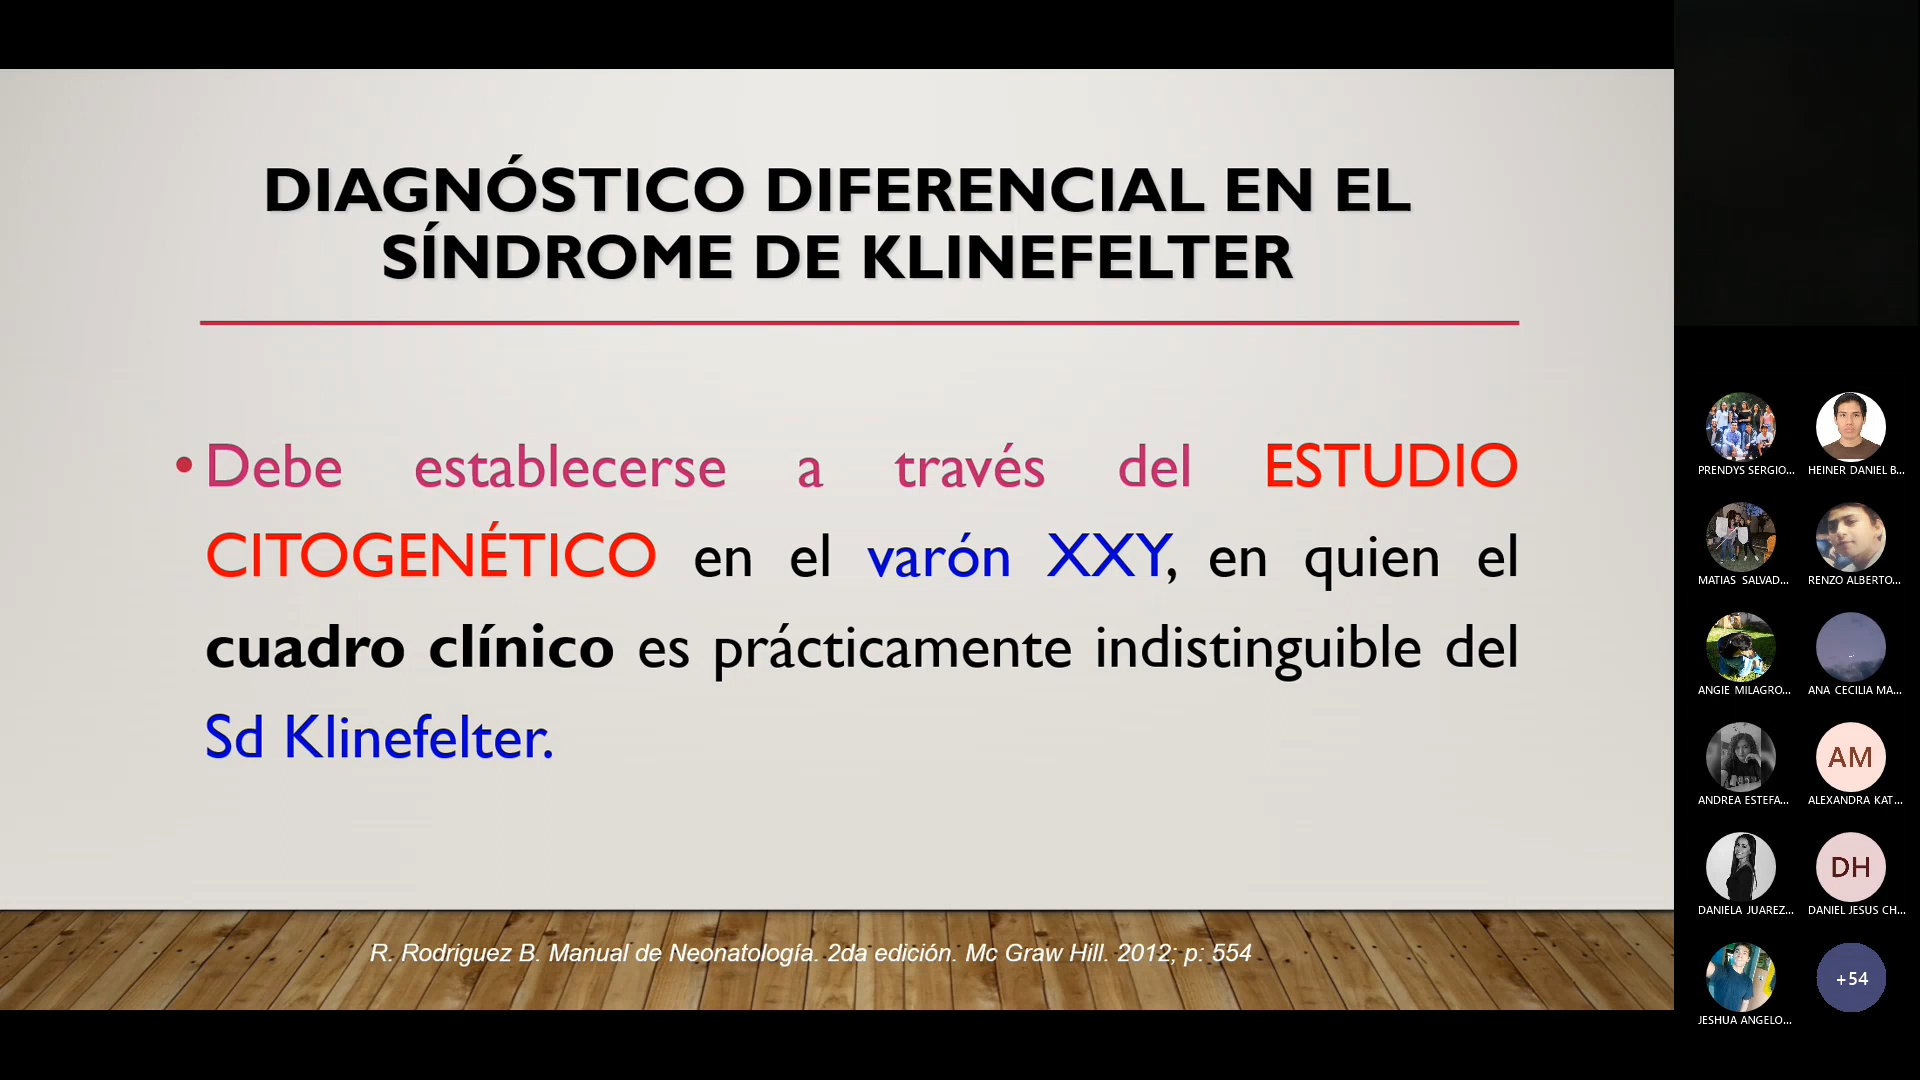 DIAGNÓSTICO DIFERENCIAL EN EL
SÍNDROME DE KLINEFELTER
• Debe establecerse a través del ESTUDIO
CITOGENÉTICO en el varón XXY, en quien el
cuadro clínico es prácticamente indistinguible del
Sd Klinefelter.
R. Rodríguez B. Manual de Neonatología. 2da edición. Mc Graw Hill. 2012; p: 554
PRENDYS SERGIO...
HEINER DANIEL B...
MATIAS SALVAD...
RENZO ALBERTO...
ANGIE MILAGRO...
ANA CECILIA MA...
ANDREA ESTEFA...
AM
ALEXANDRA KAT...
DANIELA JUAREZ...
DH
DANIEL JESUS CH...
JESHUA ANGELO...
+54